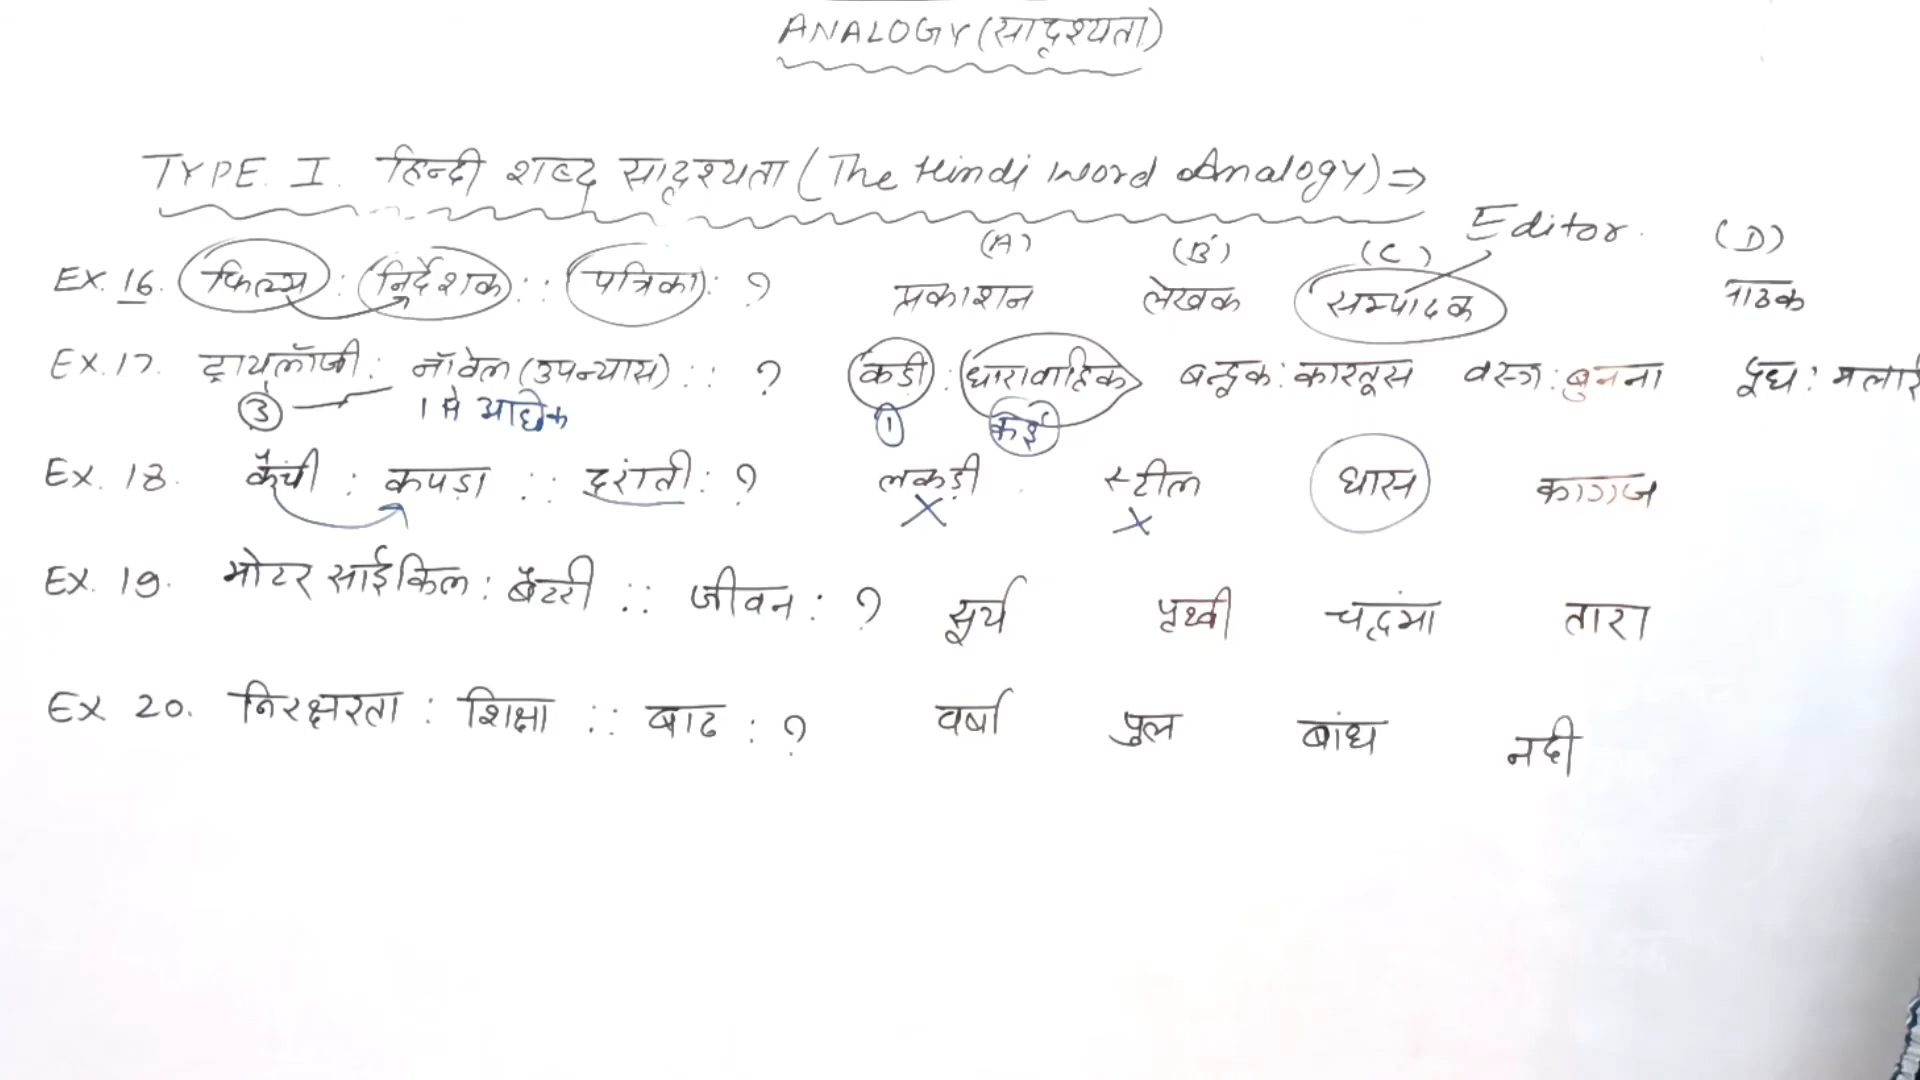 ANALOGY (सादृश्यता)
TYPE. I. हिन्दी शब्द सादृश्यता (The Hindi word Analogy) ⇒
Editor.
(A) (B) (C) (D)
EX. 16. फिल्म : निर्देशक :: पत्रिका : ? प्रकाशन लेखक सम्पादक पाठक
EX. 17. ट्रायलॉजी : नॉवेल (उपन्यास) :: ? कडी : धारावाहिक बन्दूक : कारतूस वस्त्र : बुनना दूध : मलाई
3 1 से अधिक 1 कई
EX. 18. कैंची : कपड़ा :: दरांती : ? लकड़ी स्टील घास कागज
X X
EX. 19. मोटर साईकिल : बैटरी :: जीवन : ? सूर्य पृथ्वी चद्रंमा तारा
EX 20. निरक्षरता : शिक्षा :: बाढ : ? वर्षा पुल बांध नदी